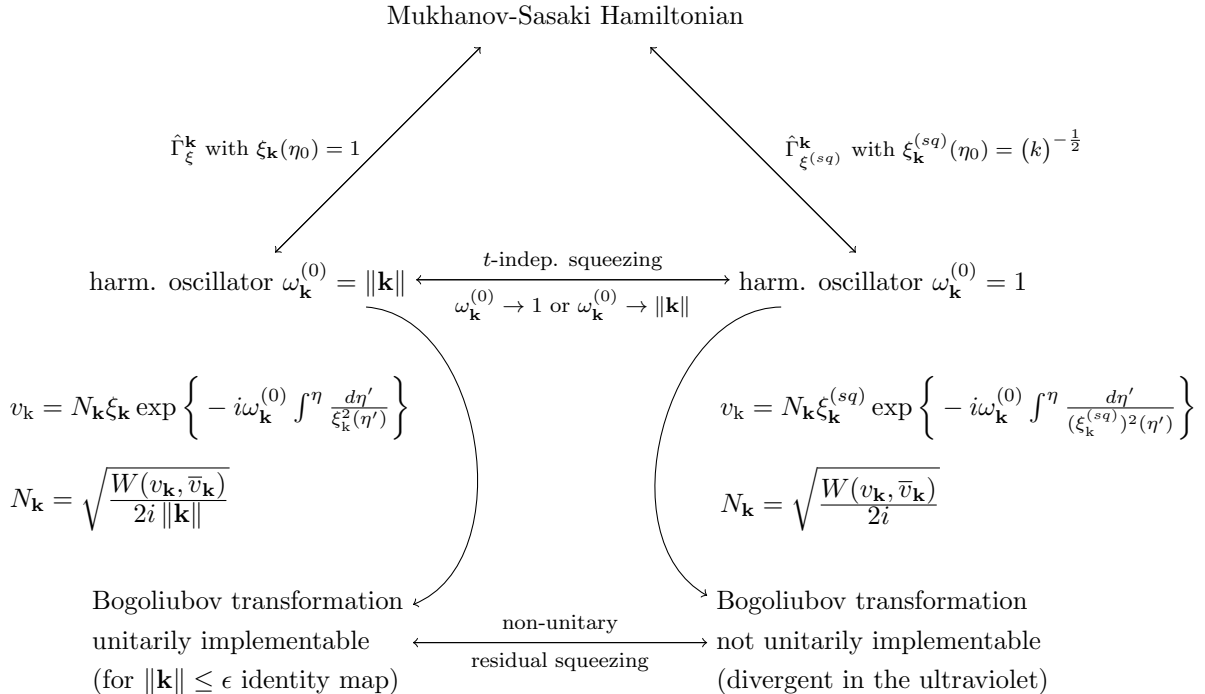 Mukhanov-Sasaki Hamiltonian
$\hat{\Gamma}^{\mathbf{k}}_{\xi}$ with $\xi_{\mathbf{k}}(\eta_0) = 1$
$\hat{\Gamma}^{\mathbf{k}}_{\xi^{(sq)}}$ with $\xi^{(sq)}_{\mathbf{k}}(\eta_0) = (k)^{-\frac{1}{2}}$
harm. oscillator $\omega^{(0)}_{\mathbf{k}} = \|\mathbf{k}\|$
t-indep. squeezing
$\omega^{(0)}_{\mathbf{k}} \to 1$ or $\omega^{(0)}_{\mathbf{k}} \to \|\mathbf{k}\|$
harm. oscillator $\omega^{(0)}_{\mathbf{k}} = 1$
$v_{\mathrm{k}} = N_{\mathbf{k}} \xi_{\mathbf{k}} \exp\left\{ -i\omega^{(0)}_{\mathbf{k}} \int^{\eta} \frac{d\eta'}{\xi^2_{\mathrm{k}}(\eta')} \right\}$
$N_{\mathbf{k}} = \sqrt{\frac{W(v_{\mathbf{k}}, \overline{v}_{\mathbf{k}})}{2i\,\|\mathbf{k}\|}}$
$v_{\mathrm{k}} = N_{\mathbf{k}} \xi^{(sq)}_{\mathbf{k}} \exp\left\{ -i\omega^{(0)}_{\mathbf{k}} \int^{\eta} \frac{d\eta'}{(\xi^{(sq)}_{\mathrm{k}})^2(\eta')} \right\}$
$N_{\mathbf{k}} = \sqrt{\frac{W(v_{\mathbf{k}}, \overline{v}_{\mathbf{k}})}{2i}}$
Bogoliubov transformation
unitarily implementable
(for $\|\mathbf{k}\| \leq \epsilon$ identity map)
non-unitary
residual squeezing
Bogoliubov transformation
not unitarily implementable
(divergent in the ultraviolet)